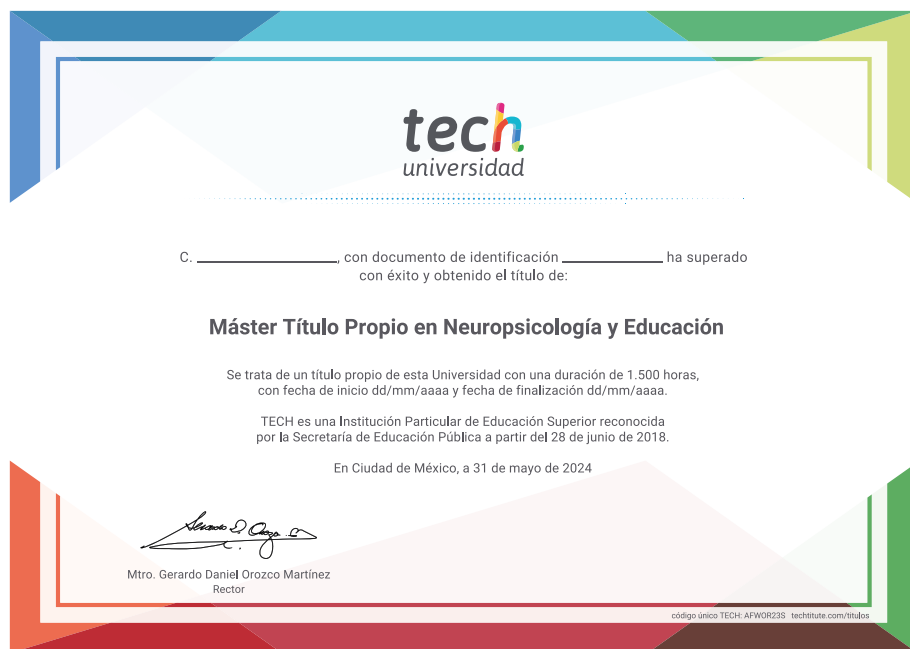 tech
universidad
C. ____________, con documento de identificación ____________ ha superado
con éxito y obtenido el título de:
Máster Título Propio en Neuropsicología y Educación
Se trata de un título propio de esta Universidad con una duración de 1.500 horas,
con fecha de inicio dd/mm/aaaa y fecha de finalización dd/mm/aaaa.
TECH es una Institución Particular de Educación Superior reconocida
por la Secretaría de Educación Pública a partir del 28 de junio de 2018.
En Ciudad de México, a 31 de mayo de 2024
Mtro. Gerardo Daniel Orozco Martínez
Rector
código único TECH: AFWOR23S techtitute.com/titulos